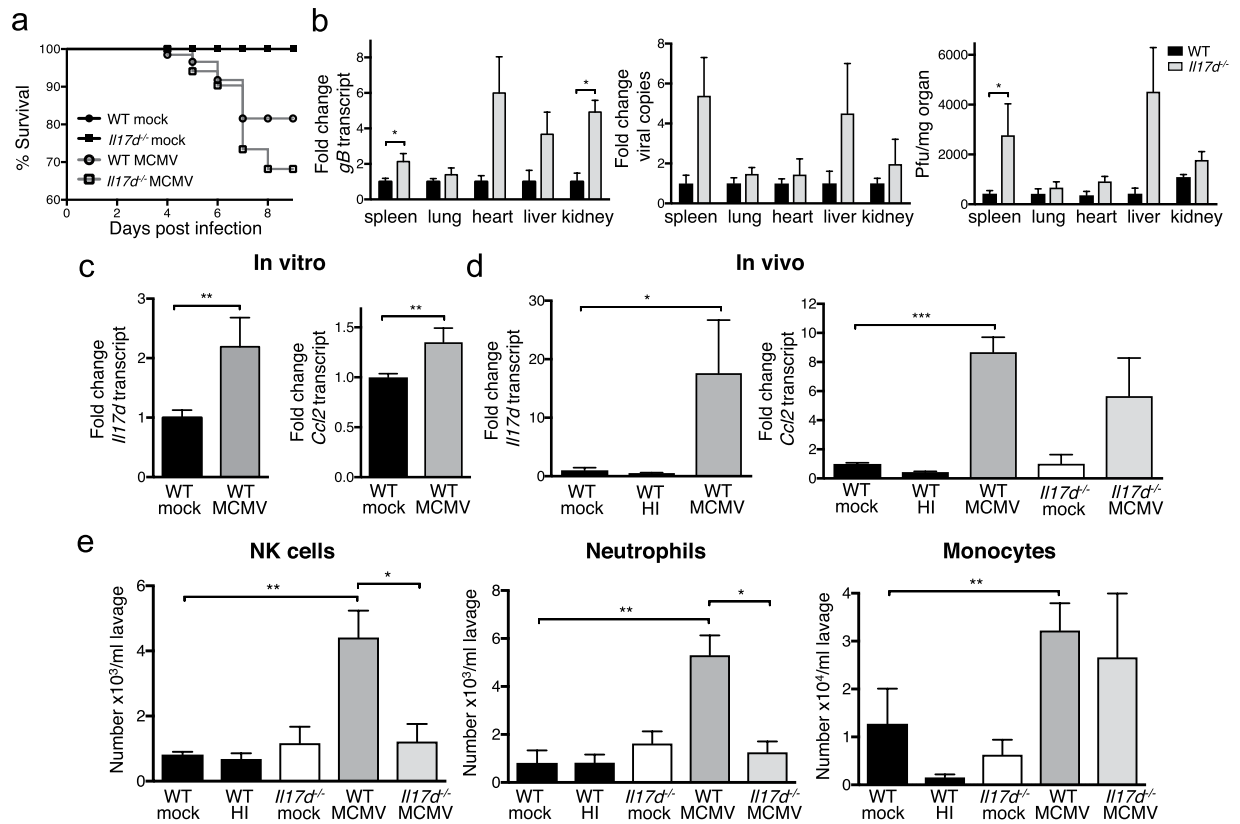 a
% Survival
100
90
80
70
60
0 2 4 6 8
Days post infection
WT mock
Il17d-/- mock
WT MCMV
Il17d-/- MCMV
b
Fold change
gB transcript
8
6
4
2
0
* *
spleen lung heart liver kidney
Fold change
viral copies
8
6
4
2
0
spleen lung heart liver kidney
Pfu/mg organ
6000
4000
2000
0
*
spleen lung heart liver kidney
WT
Il17d-/-
c
In vitro
Fold change
Il17d transcript
3
2
1
0
**
WT WT
mock MCMV
Fold change
Ccl2 transcript
1.5
1.0
0.5
0.0
**
WT WT
mock MCMV
d
In vivo
Fold change
Il17d transcript
30
20
10
0
*
WT WT WT
mock HI MCMV
Fold change
Ccl2 transcript
12
10
8
6
4
2
0
***
WT WT WT Il17d-/- Il17d-/-
mock HI MCMV mock MCMV
e
NK cells
Number x10³/ml lavage
6
4
2
0
** *
WT WT Il17d-/- WT Il17d-/-
mock HI mock MCMV MCMV
Neutrophils
Number x10³/ml lavage
8
6
4
2
0
** *
WT WT Il17d-/- WT Il17d-/-
mock HI mock MCMV MCMV
Monocytes
Number x10⁴/ml lavage
4
3
2
1
0
**
WT WT Il17d-/- WT Il17d-/-
mock HI mock MCMV MCMV